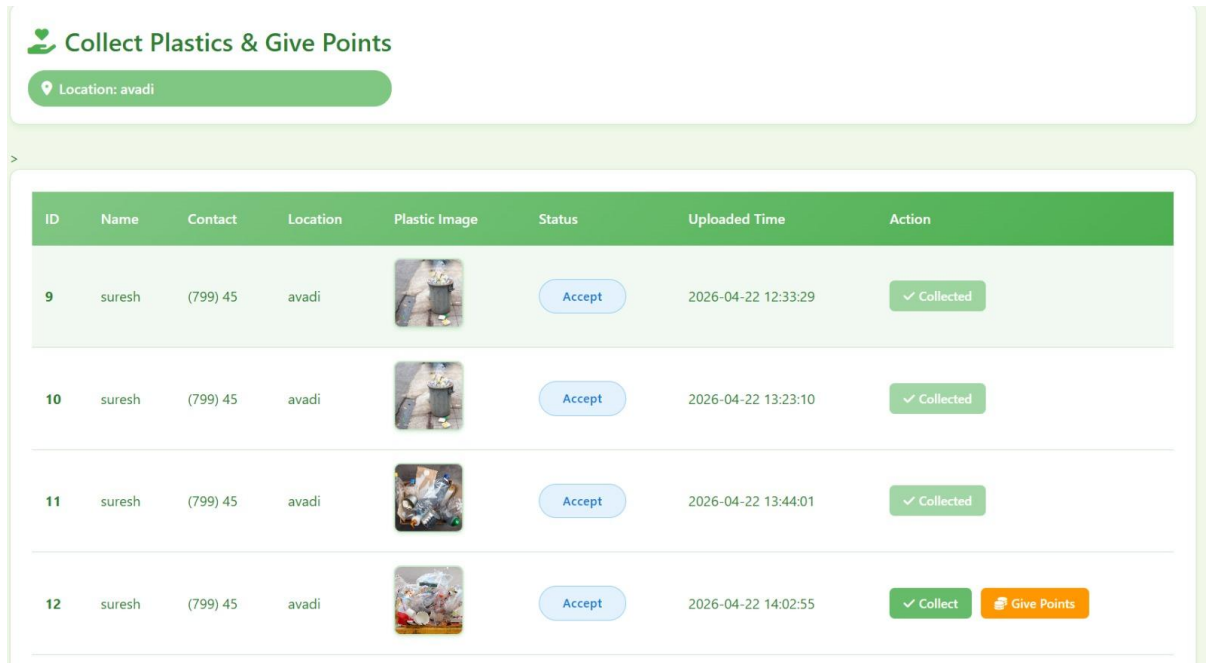 Collect Plastics & Give Points
Location: avadi
>
ID Name Contact Location Plastic Image Status Uploaded Time Action
9 suresh (799) 45 avadi Accept 2026-04-22 12:33:29 Collected
10 suresh (799) 45 avadi Accept 2026-04-22 13:23:10 Collected
11 suresh (799) 45 avadi Accept 2026-04-22 13:44:01 Collected
12 suresh (799) 45 avadi Accept 2026-04-22 14:02:55 Collect Give Points